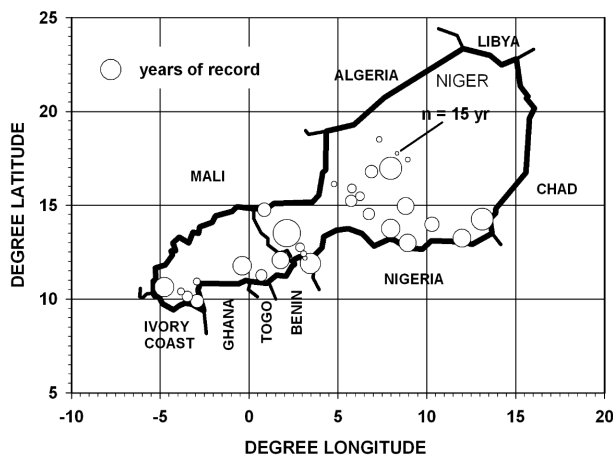 25
20
15
10
5
-10
-5
0
5
10
15
20
DEGREE LATITUDE
DEGREE LONGITUDE
years of record
LIBYA
ALGERIA
NIGER
n = 15 yr
MALI
CHAD
NIGERIA
IVORY
COAST
GHANA
TOGO
BENIN